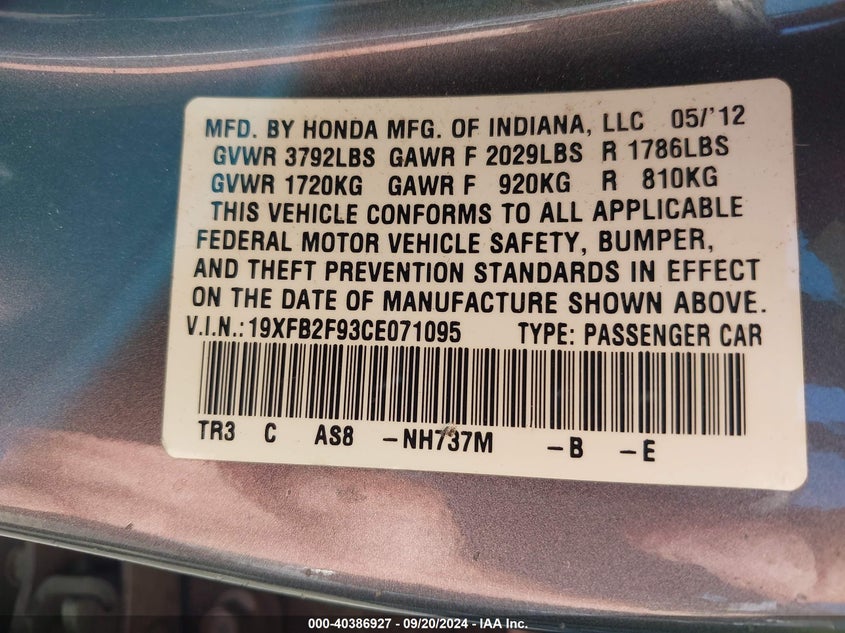 MFD. BY HONDA MFG. OF INDIANA, LLC 05/'12
GVWR 3792LBS GAWR F 2029LBS R 1786LBS
GVWR 1720KG GAWR F 920KG R 810KG
THIS VEHICLE CONFORMS TO ALL APPLICABLE
FEDERAL MOTOR VEHICLE SAFETY, BUMPER,
AND THEFT PREVENTION STANDARDS IN EFFECT
ON THE DATE OF MANUFACTURE SHOWN ABOVE.
V.I.N.: 19XFB2F93CE071095 TYPE: PASSENGER CAR
TR3 C AS8 -NH737M -B -E
000-40386927 - 09/20/2024 - IAA Inc.